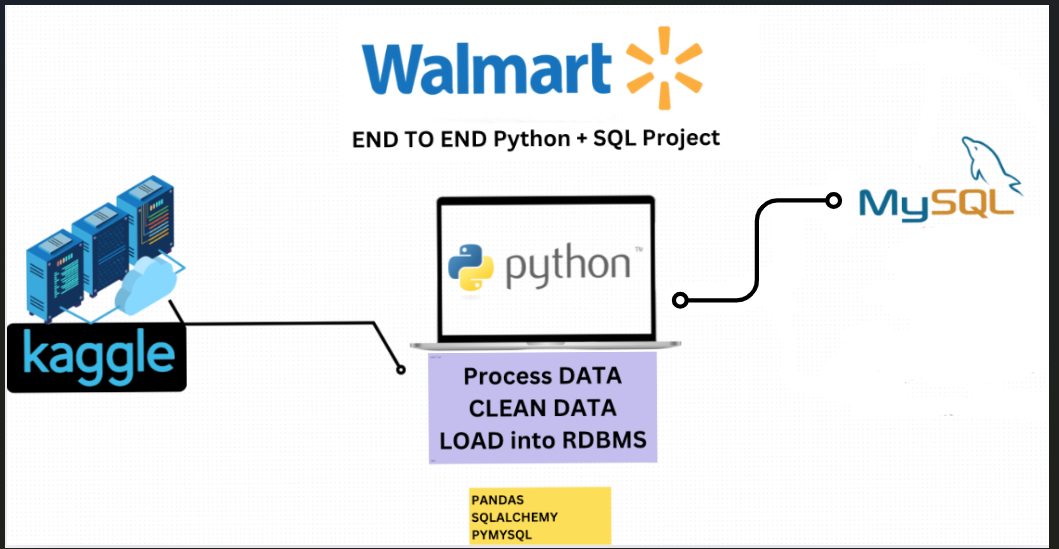 Walmart
END TO END Python + SQL Project
MySQL
python™
kaggle
Process DATA
CLEAN DATA
LOAD into RDBMS
PANDAS
SQLALCHEMY
PYMYSQL